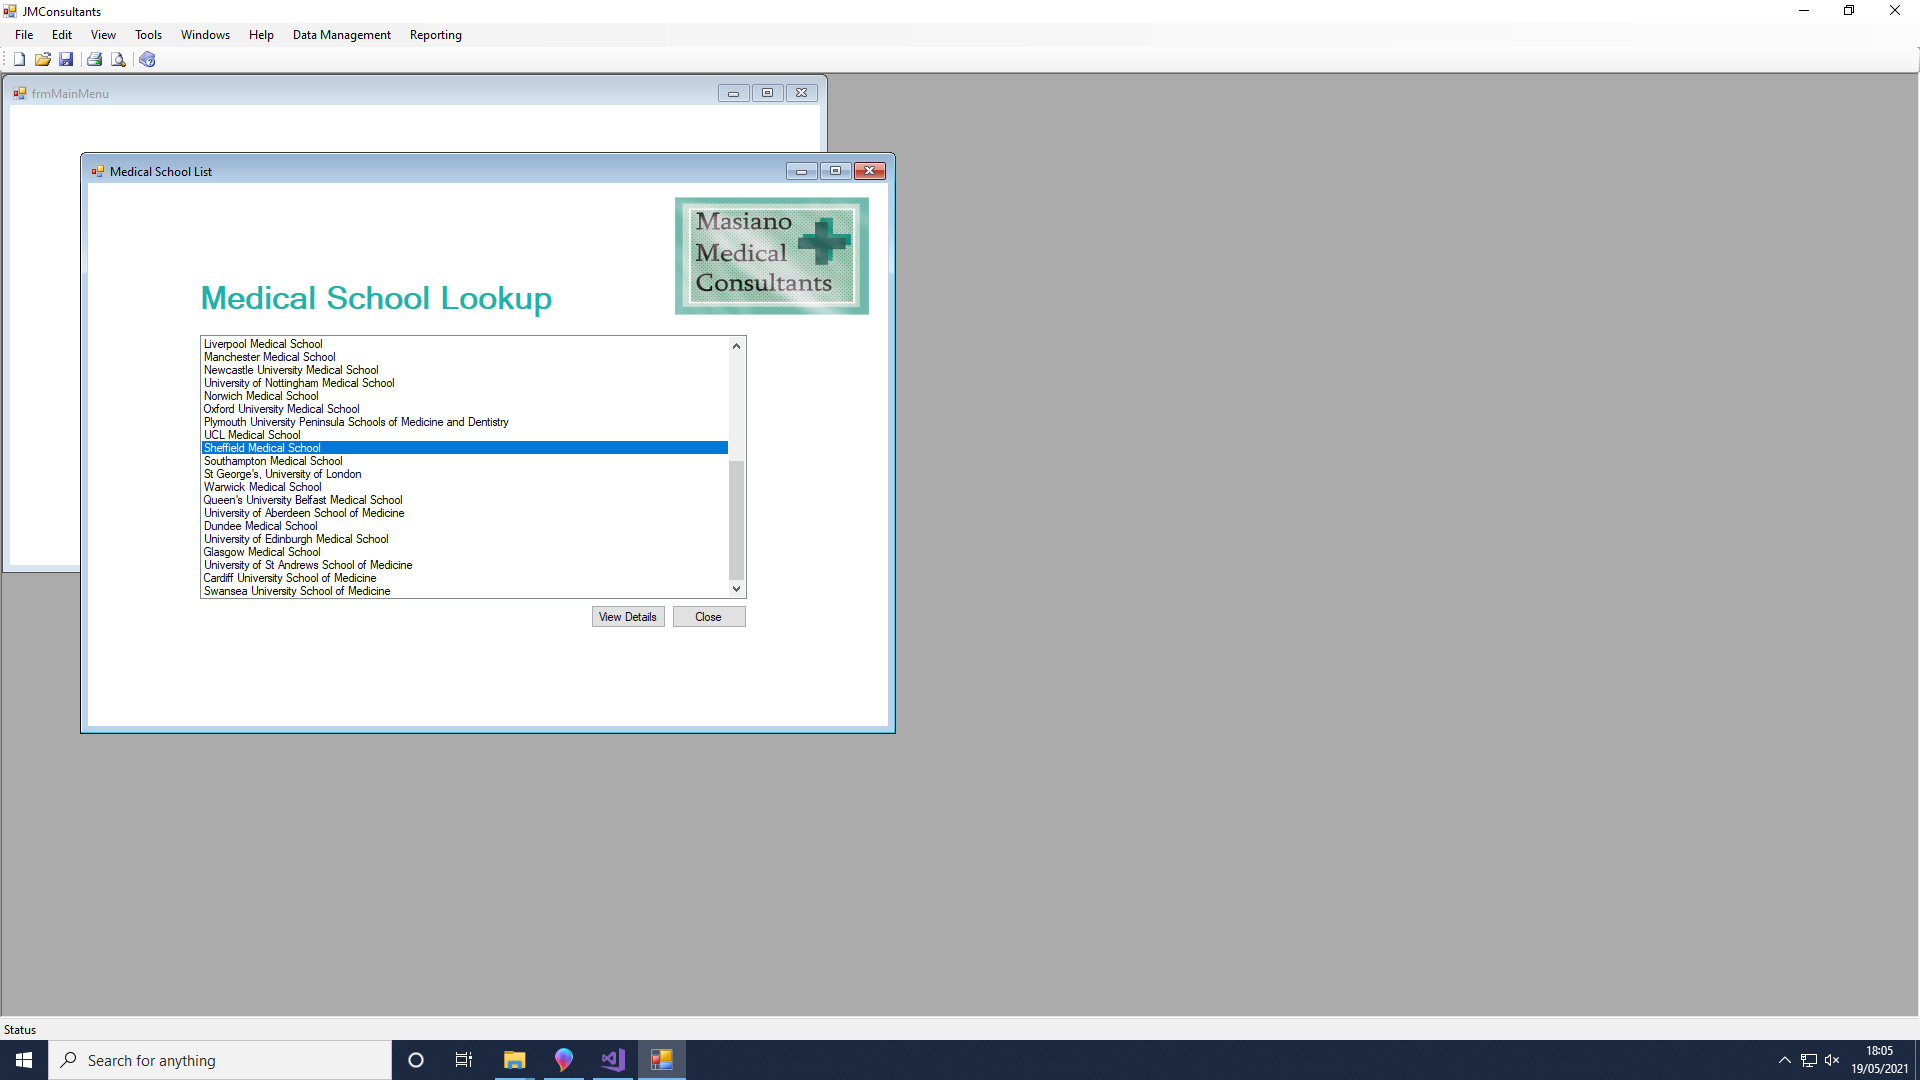 JMConsultants
File Edit View Tools Windows Help Data Management Reporting
frmMainMenu
Medical School List
Masiano
Medical
Consultants
Medical School Lookup
Liverpool Medical School
Manchester Medical School
Newcastle University Medical School
University of Nottingham Medical School
Norwich Medical School
Oxford University Medical School
Plymouth University Peninsula Schools of Medicine and Dentistry
UCL Medical School
Sheffield Medical School
Southampton Medical School
St George's, University of London
Warwick Medical School
Queen's University Belfast Medical School
University of Aberdeen School of Medicine
Dundee Medical School
University of Edinburgh Medical School
Glasgow Medical School
University of St Andrews School of Medicine
Cardiff University School of Medicine
Swansea University School of Medicine
View Details Close
Status
Search for anything
18:05
19/05/2021